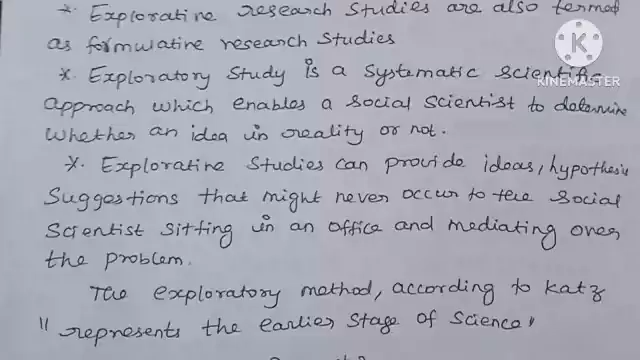 * Explorative research studies are also termed
as formulative research studies
K
KINEMASTER
* Exploratory study is a systematic scientific
approach which enables a social scientist to determine
whether an idea in reality or not.
* Explorative studies can provide ideas, hypothesis
suggestions that might never occur to the social
scientist sitting in an office and mediating over
the problem.
The exploratory method, according to Katz
"represents the earlier stage of science"